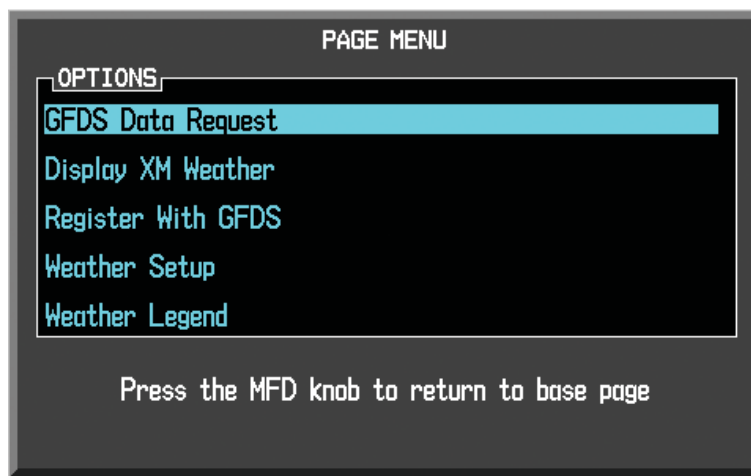 PAGE MENU
OPTIONS
GFDS Data Request
Display XM Weather
Register With GFDS
Weather Setup
Weather Legend
Press the MFD knob to return to base page